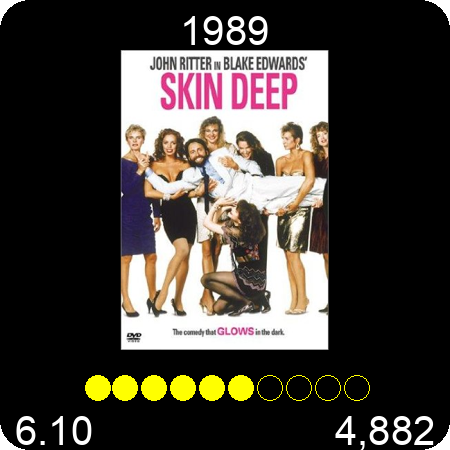 1989
JOHN RITTER IN BLAKE EDWARDS'
SKIN DEEP
The comedy that GLOWS in the dark.
DVD
6.10
4,882